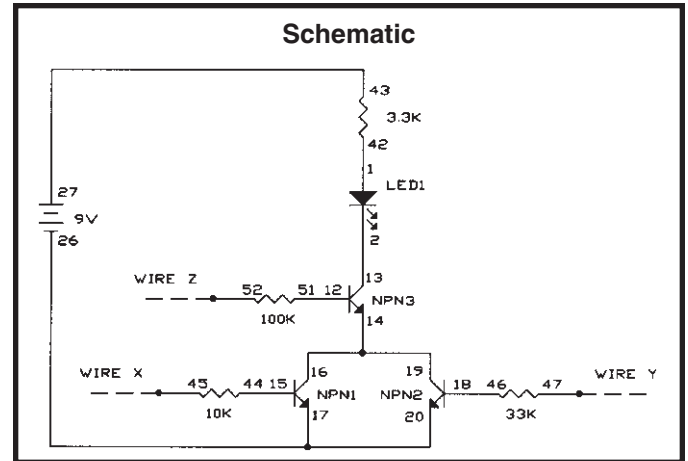 Schematic
43
3.3K
42
1
LED1
27
9V
26
2
WIRE Z
52 51 12
13
NPN3
100K
14
WIRE X
45 44 15
16
19
18 46 47
WIRE Y
NPN1
NPN2
10K
17
20
33K